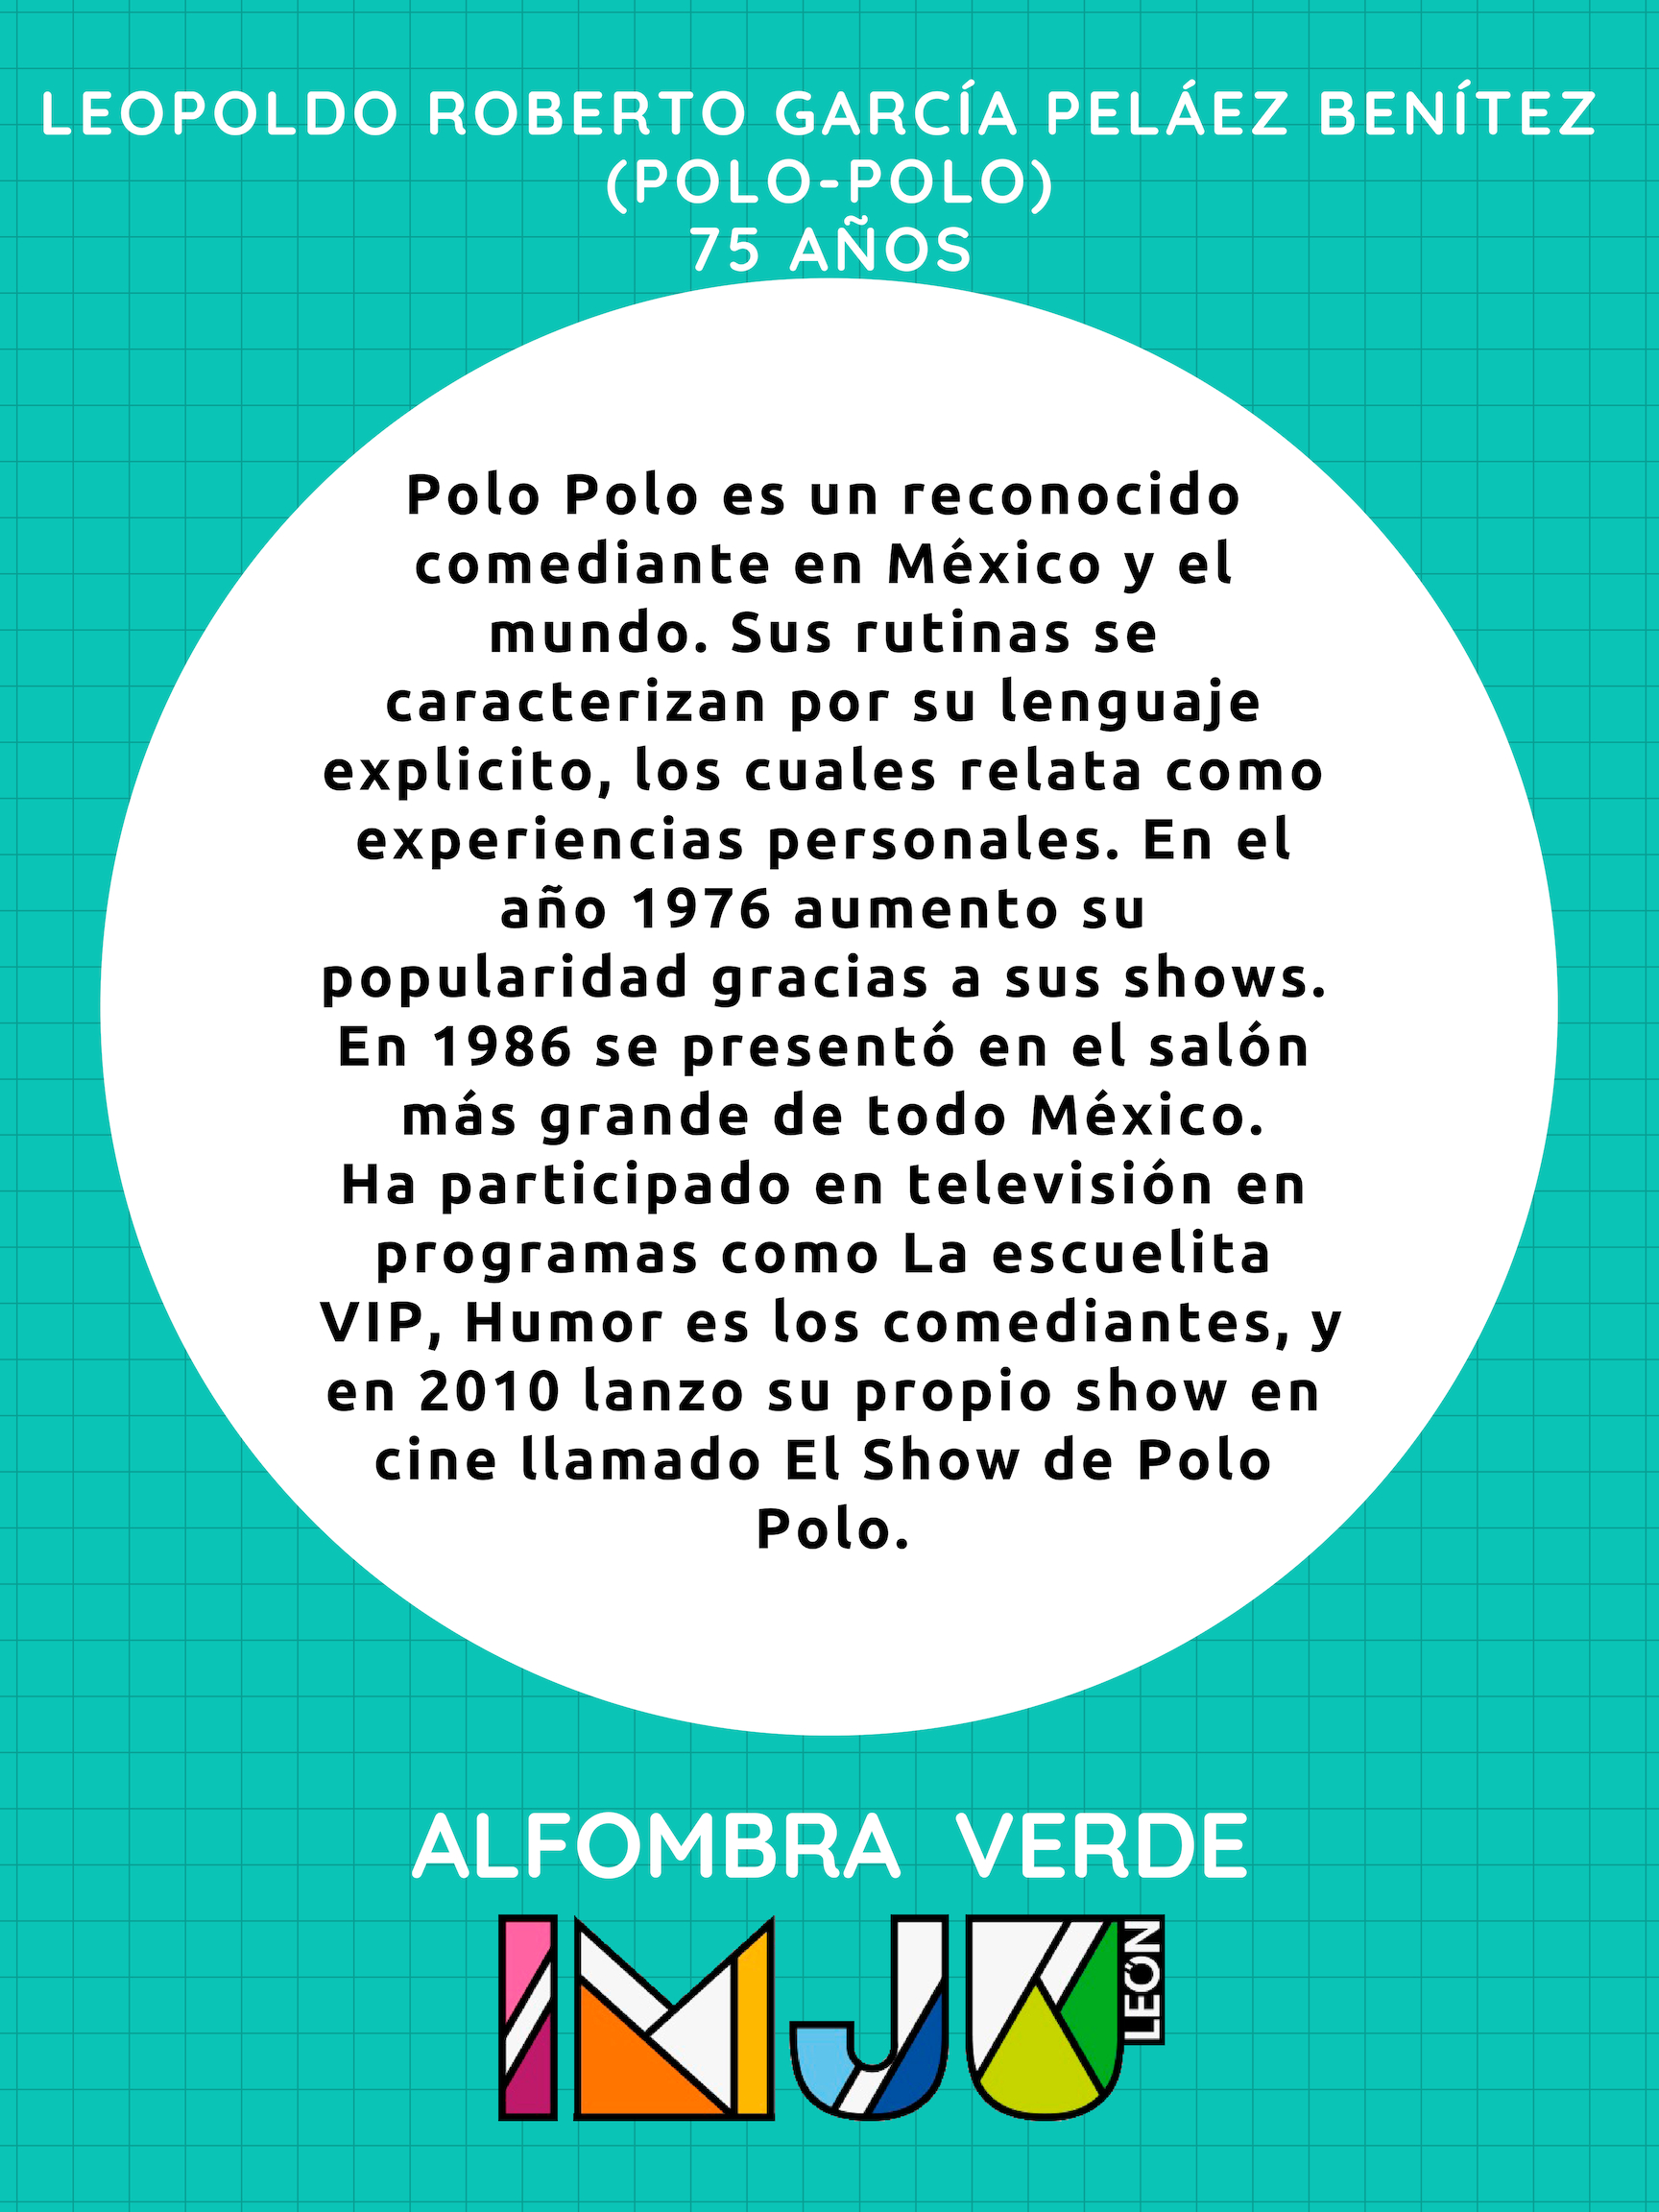 LEOPOLDO ROBERTO GARCÍA PELÁEZ BENÍTEZ
(POLO-POLO)
75 AÑOS
Polo Polo es un reconocido
comediante en México y el
mundo. Sus rutinas se
caracterizan por su lenguaje
explicito, los cuales relata como
experiencias personales. En el
año 1976 aumento su
popularidad gracias a sus shows.
En 1986 se presentó en el salón
más grande de todo México.
Ha participado en televisión en
programas como La escuelita
VIP, Humor es los comediantes, y
en 2010 lanzo su propio show en
cine llamado El Show de Polo
Polo.
ALFOMBRA VERDE
IMJU
LEÓN